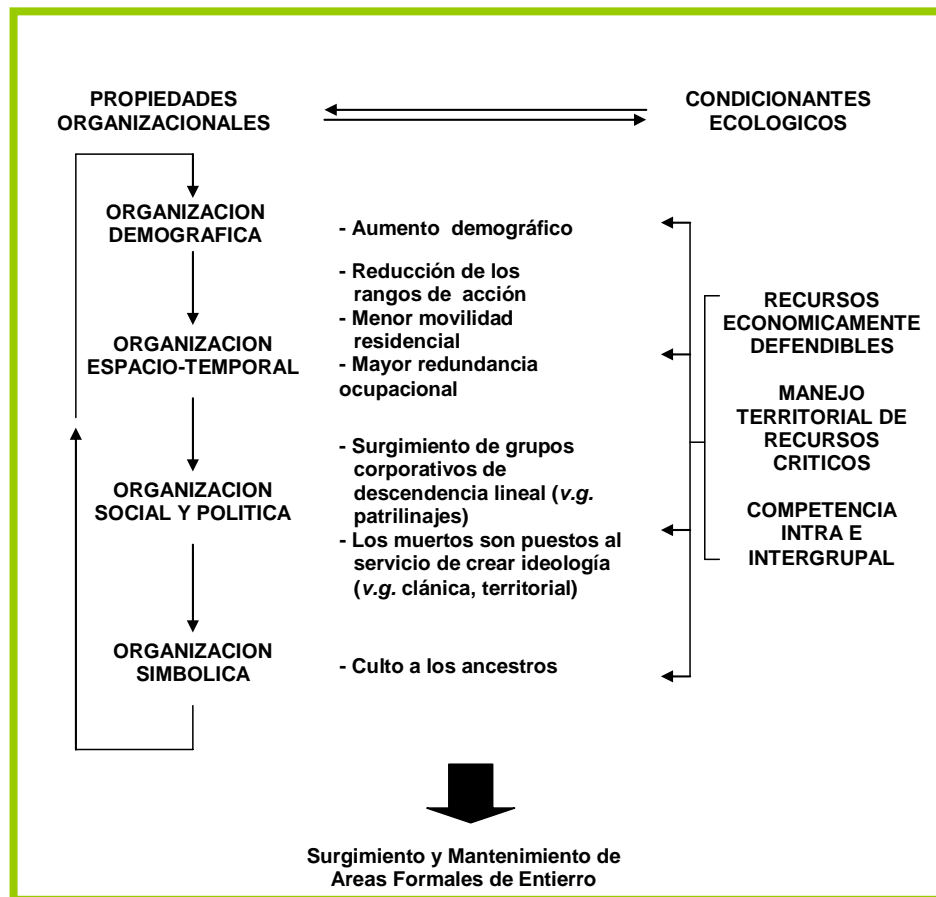 PROPIEDADES
ORGANIZACIONALES
CONDICIONANTES
ECOLOGICOS
ORGANIZACION
DEMOGRAFICA
- Aumento demográfico
ORGANIZACION
ESPACIO-TEMPORAL
- Reducción de los
rangos de acción
- Menor movilidad
residencial
- Mayor redundancia
ocupacional
ORGANIZACION
SOCIAL Y POLITICA
- Surgimiento de grupos
corporativos de
descendencia lineal (v.g.
patrilinajes)
- Los muertos son puestos al
servicio de crear ideología
(v.g. clánica, territorial)
ORGANIZACION
SIMBOLICA
- Culto a los ancestros
RECURSOS
ECONOMICAMENTE
DEFENDIBLES
MANEJO
TERRITORIAL DE
RECURSOS
CRITICOS
COMPETENCIA
INTRA E
INTERGRUPAL
Surgimiento y Mantenimiento de
Areas Formales de Entierro